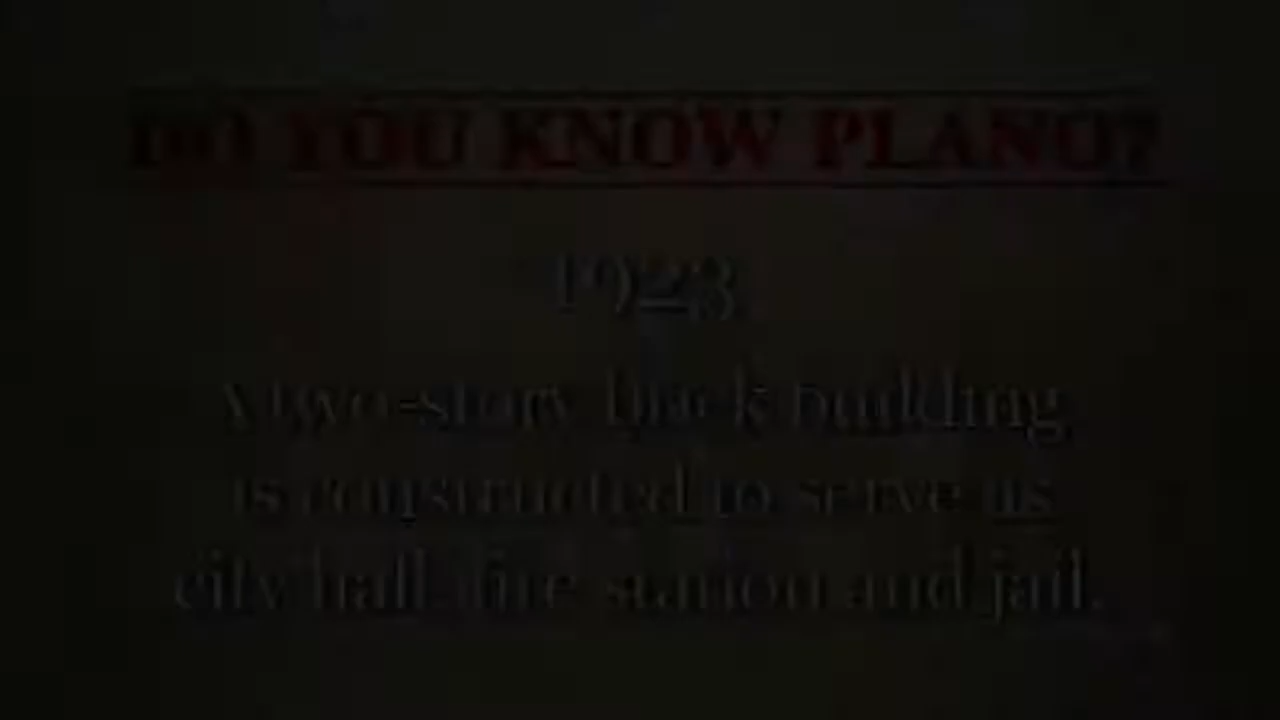 DO YOU KNOW PLANO?
1923
A two-story brick building
is constructed to serve as
city hall, fire station and jail.